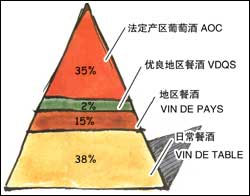 法定产区葡萄酒 AOC
35%
优良地区餐酒 VDQS
2%
地区餐酒
VIN DE PAYS
15%
日常餐酒
VIN DE TABLE
38%